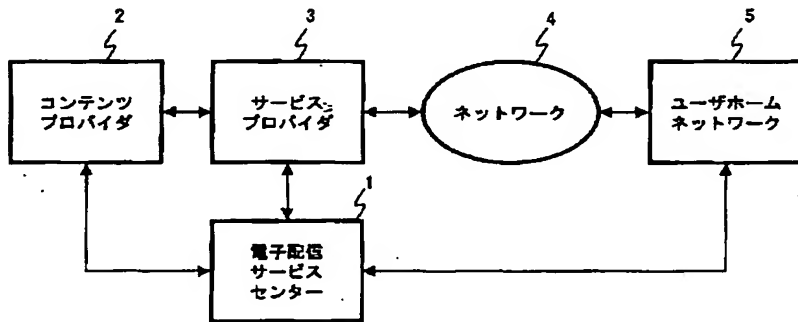 2
3
4
5
コンテンツ
プロバイダ
サービス
プロバイダ
ネットワーク
ユーザホーム
ネットワーク
1
電子配信
サービス
センター